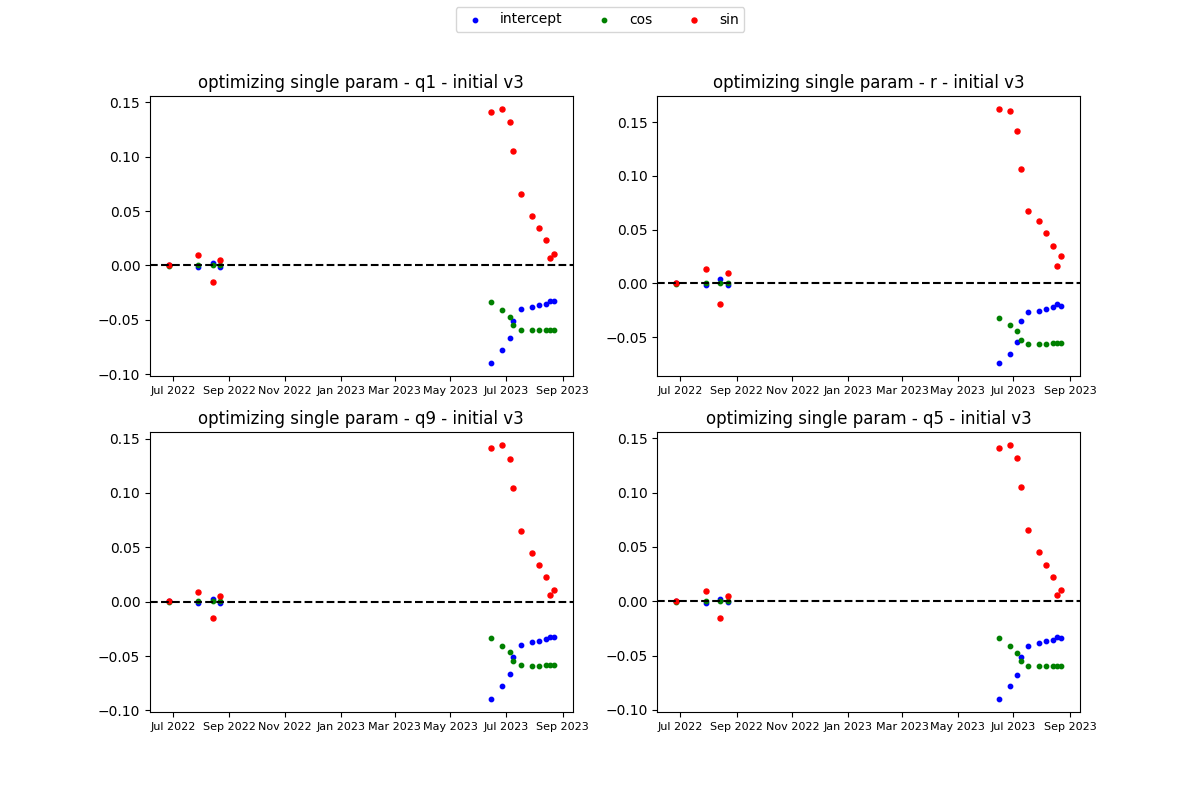 intercept cos sin
optimizing single param - q1 - initial v3
0.15
0.10
0.05
0.00
−0.05
−0.10
Jul 2022 Sep 2022 Nov 2022 Jan 2023 Mar 2023 May 2023 Jul 2023 Sep 2023
optimizing single param - r - initial v3
0.15
0.10
0.05
0.00
−0.05
Jul 2022 Sep 2022 Nov 2022 Jan 2023 Mar 2023 May 2023 Jul 2023 Sep 2023
optimizing single param - q9 - initial v3
0.15
0.10
0.05
0.00
−0.05
−0.10
Jul 2022 Sep 2022 Nov 2022 Jan 2023 Mar 2023 May 2023 Jul 2023 Sep 2023
optimizing single param - q5 - initial v3
0.15
0.10
0.05
0.00
−0.05
−0.10
Jul 2022 Sep 2022 Nov 2022 Jan 2023 Mar 2023 May 2023 Jul 2023 Sep 2023